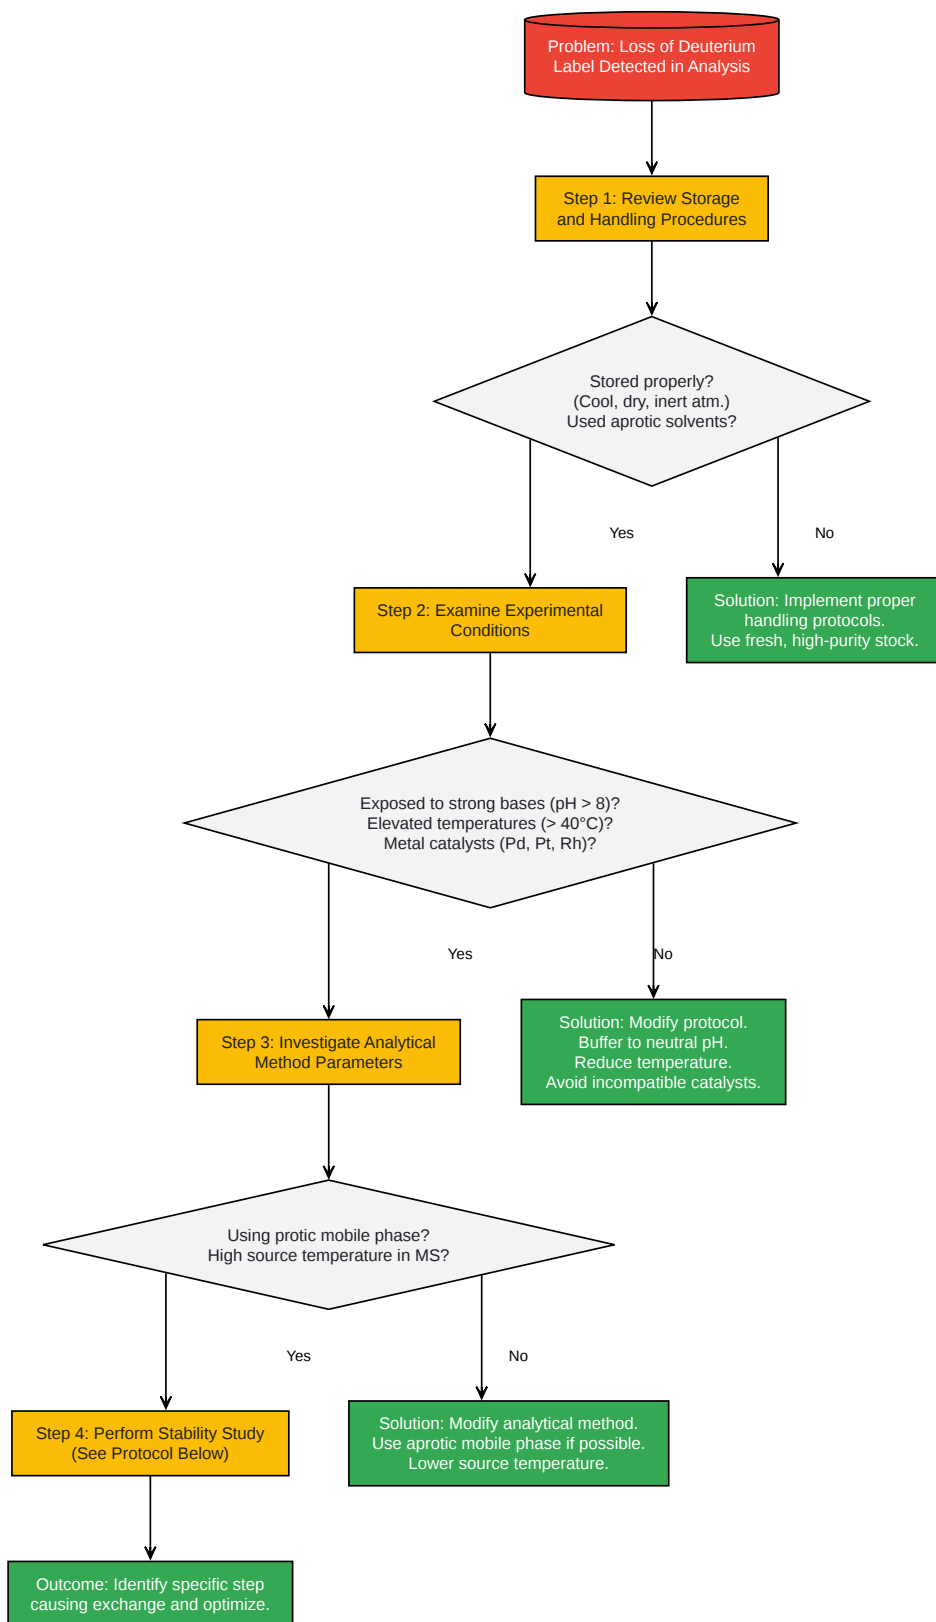 Problem: Loss of Deuterium
Label Detected in Analysis
Step 1: Review Storage
and Handling Procedures
Stored properly?
(Cool, dry, inert atm.)
Used aprotic solvents?
Yes
No
Step 2: Examine Experimental
Conditions
Solution: Implement proper
handling protocols.
Use fresh, high-purity stock.
Exposed to strong bases (pH > 8)?
Elevated temperatures (> 40°C)?
Metal catalysts (Pd, Pt, Rh)?
Yes
No
Step 3: Investigate Analytical
Method Parameters
Solution: Modify protocol.
Buffer to neutral pH.
Reduce temperature.
Avoid incompatible catalysts.
Using protic mobile phase?
High source temperature in MS?
Yes
No
Step 4: Perform Stability Study
(See Protocol Below)
Solution: Modify analytical method.
Use aprotic mobile phase if possible.
Lower source temperature.
Outcome: Identify specific step
causing exchange and optimize.